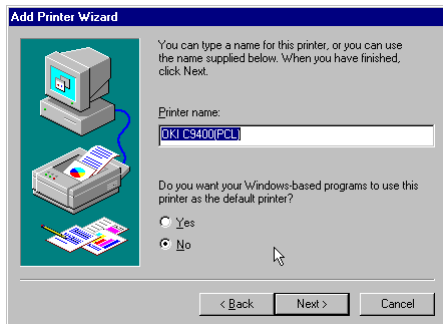 Add Printer Wizard
You can type a name for this printer, or you can use
the name supplied below. When you have finished,
click Next.
Printer name:
OKI C9400(PCL)
Do you want your Windows-based programs to use this
printer as the default printer?
Yes
No
< Back
Next >
Cancel